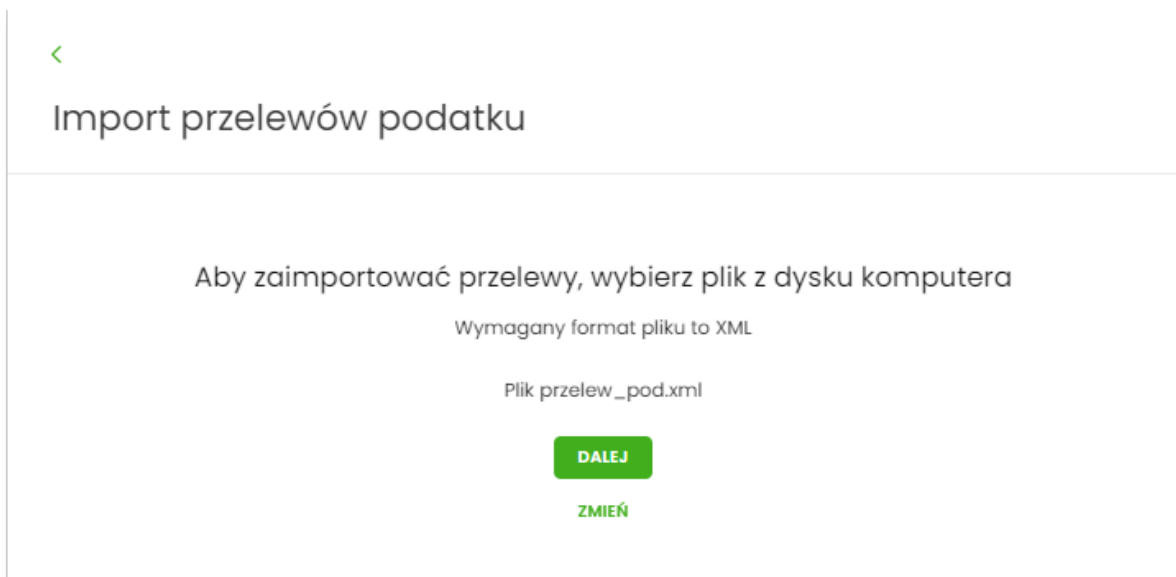 Import przelewów podatku
Aby zaimportować przelewy, wybierz plik z dysku komputera
Wymagany format pliku to XML
Plik przelew_pod.xml
DALEJ
ZMIEŃ